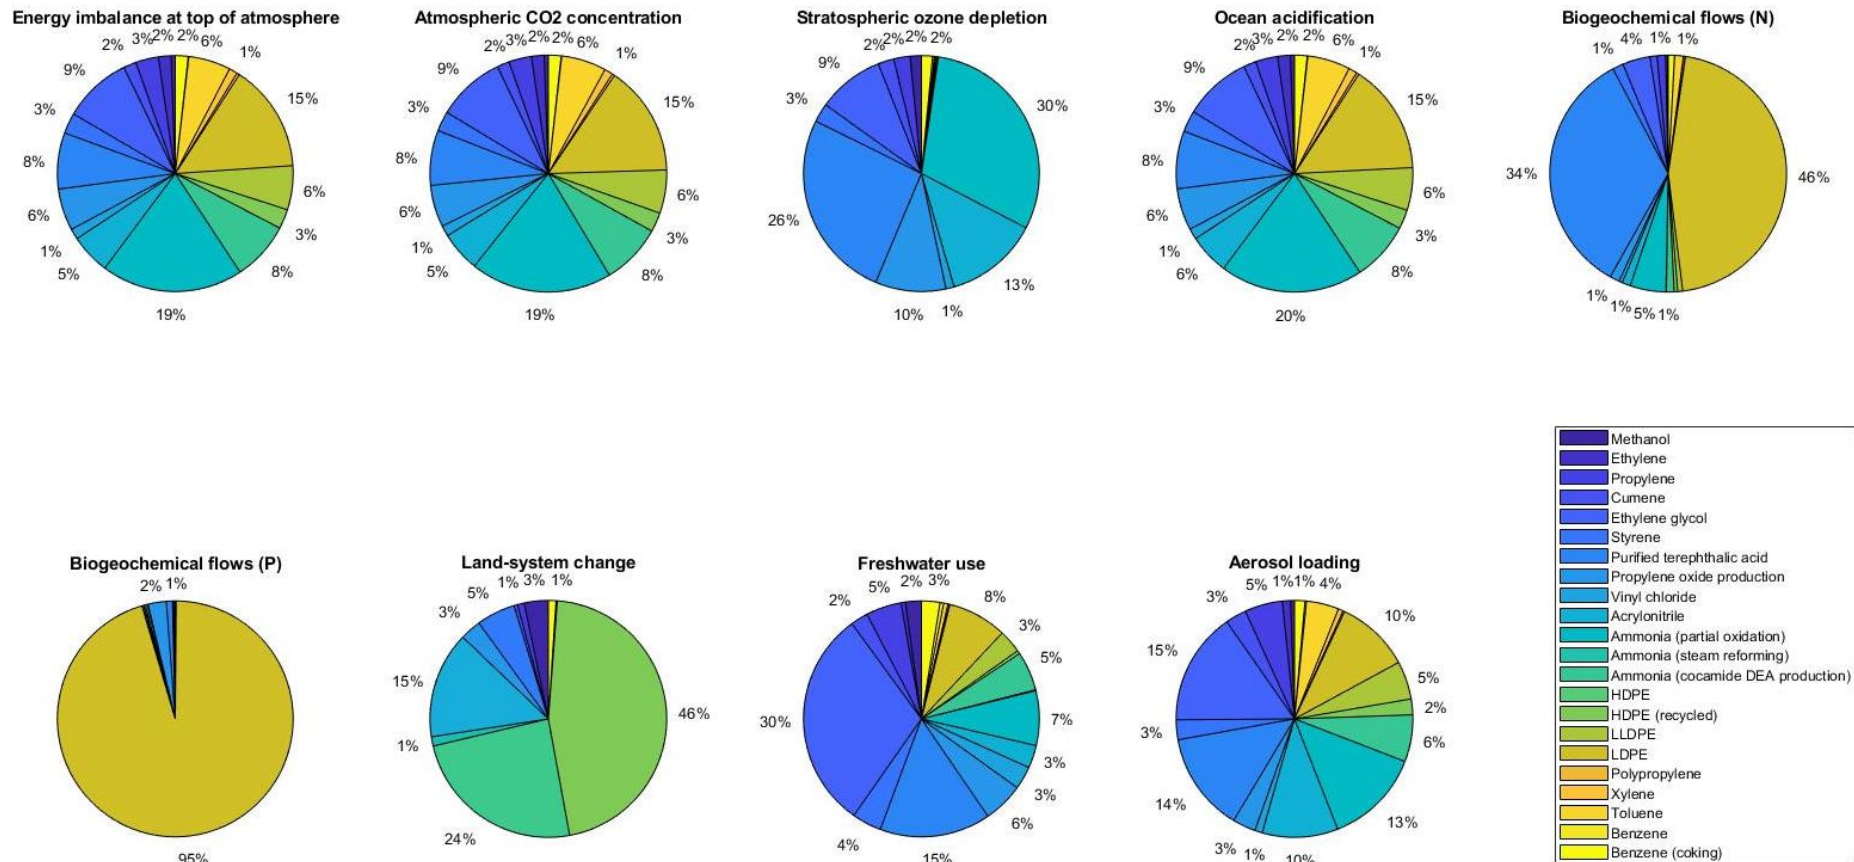 Energy imbalance at top of atmosphere
2% 3% 2% 2% 6% 1%
9%
15%
3%
8%
6%
6%
3%
1%
5%
8%
19%
Atmospheric CO2 concentration
2% 3% 2% 2% 6% 1%
9%
15%
3%
8%
6%
6%
3%
1%
5%
8%
19%
Stratospheric ozone depletion
2% 2% 2% 2%
9%
3%
30%
26%
13%
10% 1%
Ocean acidification
2% 3% 2% 2% 6% 1%
9%
15%
3%
8%
6%
6%
3%
1%
6%
8%
20%
Biogeochemical flows (N)
1% 4% 1% 1%
34%
46%
1% 1% 5% 1%
Biogeochemical flows (P)
2% 1%
95%
Land-system change
5% 1% 3% 1%
3%
15%
46%
1%
24%
Freshwater use
2% 5% 2% 3%
8%
3%
5%
30%
7%
3%
3%
6%
4%
15%
Aerosol loading
3% 5% 1% 1% 4%
10%
15%
5%
2%
3%
6%
14%
13%
3% 1% 10%
Methanol
Ethylene
Propylene
Cumene
Ethylene glycol
Styrene
Purified terephthalic acid
Propylene oxide production
Vinyl chloride
Acrylonitrile
Ammonia (partial oxidation)
Ammonia (steam reforming)
Ammonia (cocamide DEA production)
HDPE
HDPE (recycled)
LLDPE
LDPE
Polypropylene
Xylene
Toluene
Benzene
Benzene (coking)